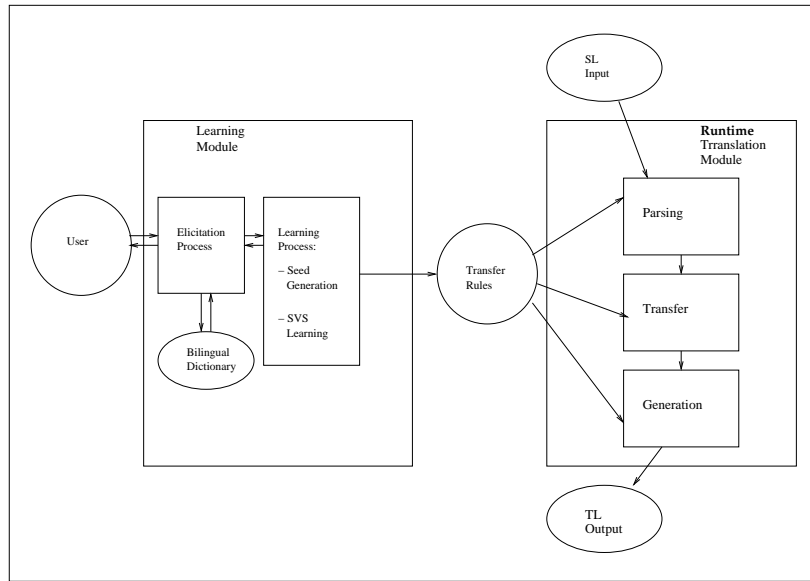 SL
Input
Learning
Module
Runtime
Trranslation
Module
User
Elicitation
Process
Learning
Process:
– Seed
Generation
– SVS
Learning
Bilingual
Dictionary
Transfer
Rules
Parsing
Transfer
Generation
TL
Output